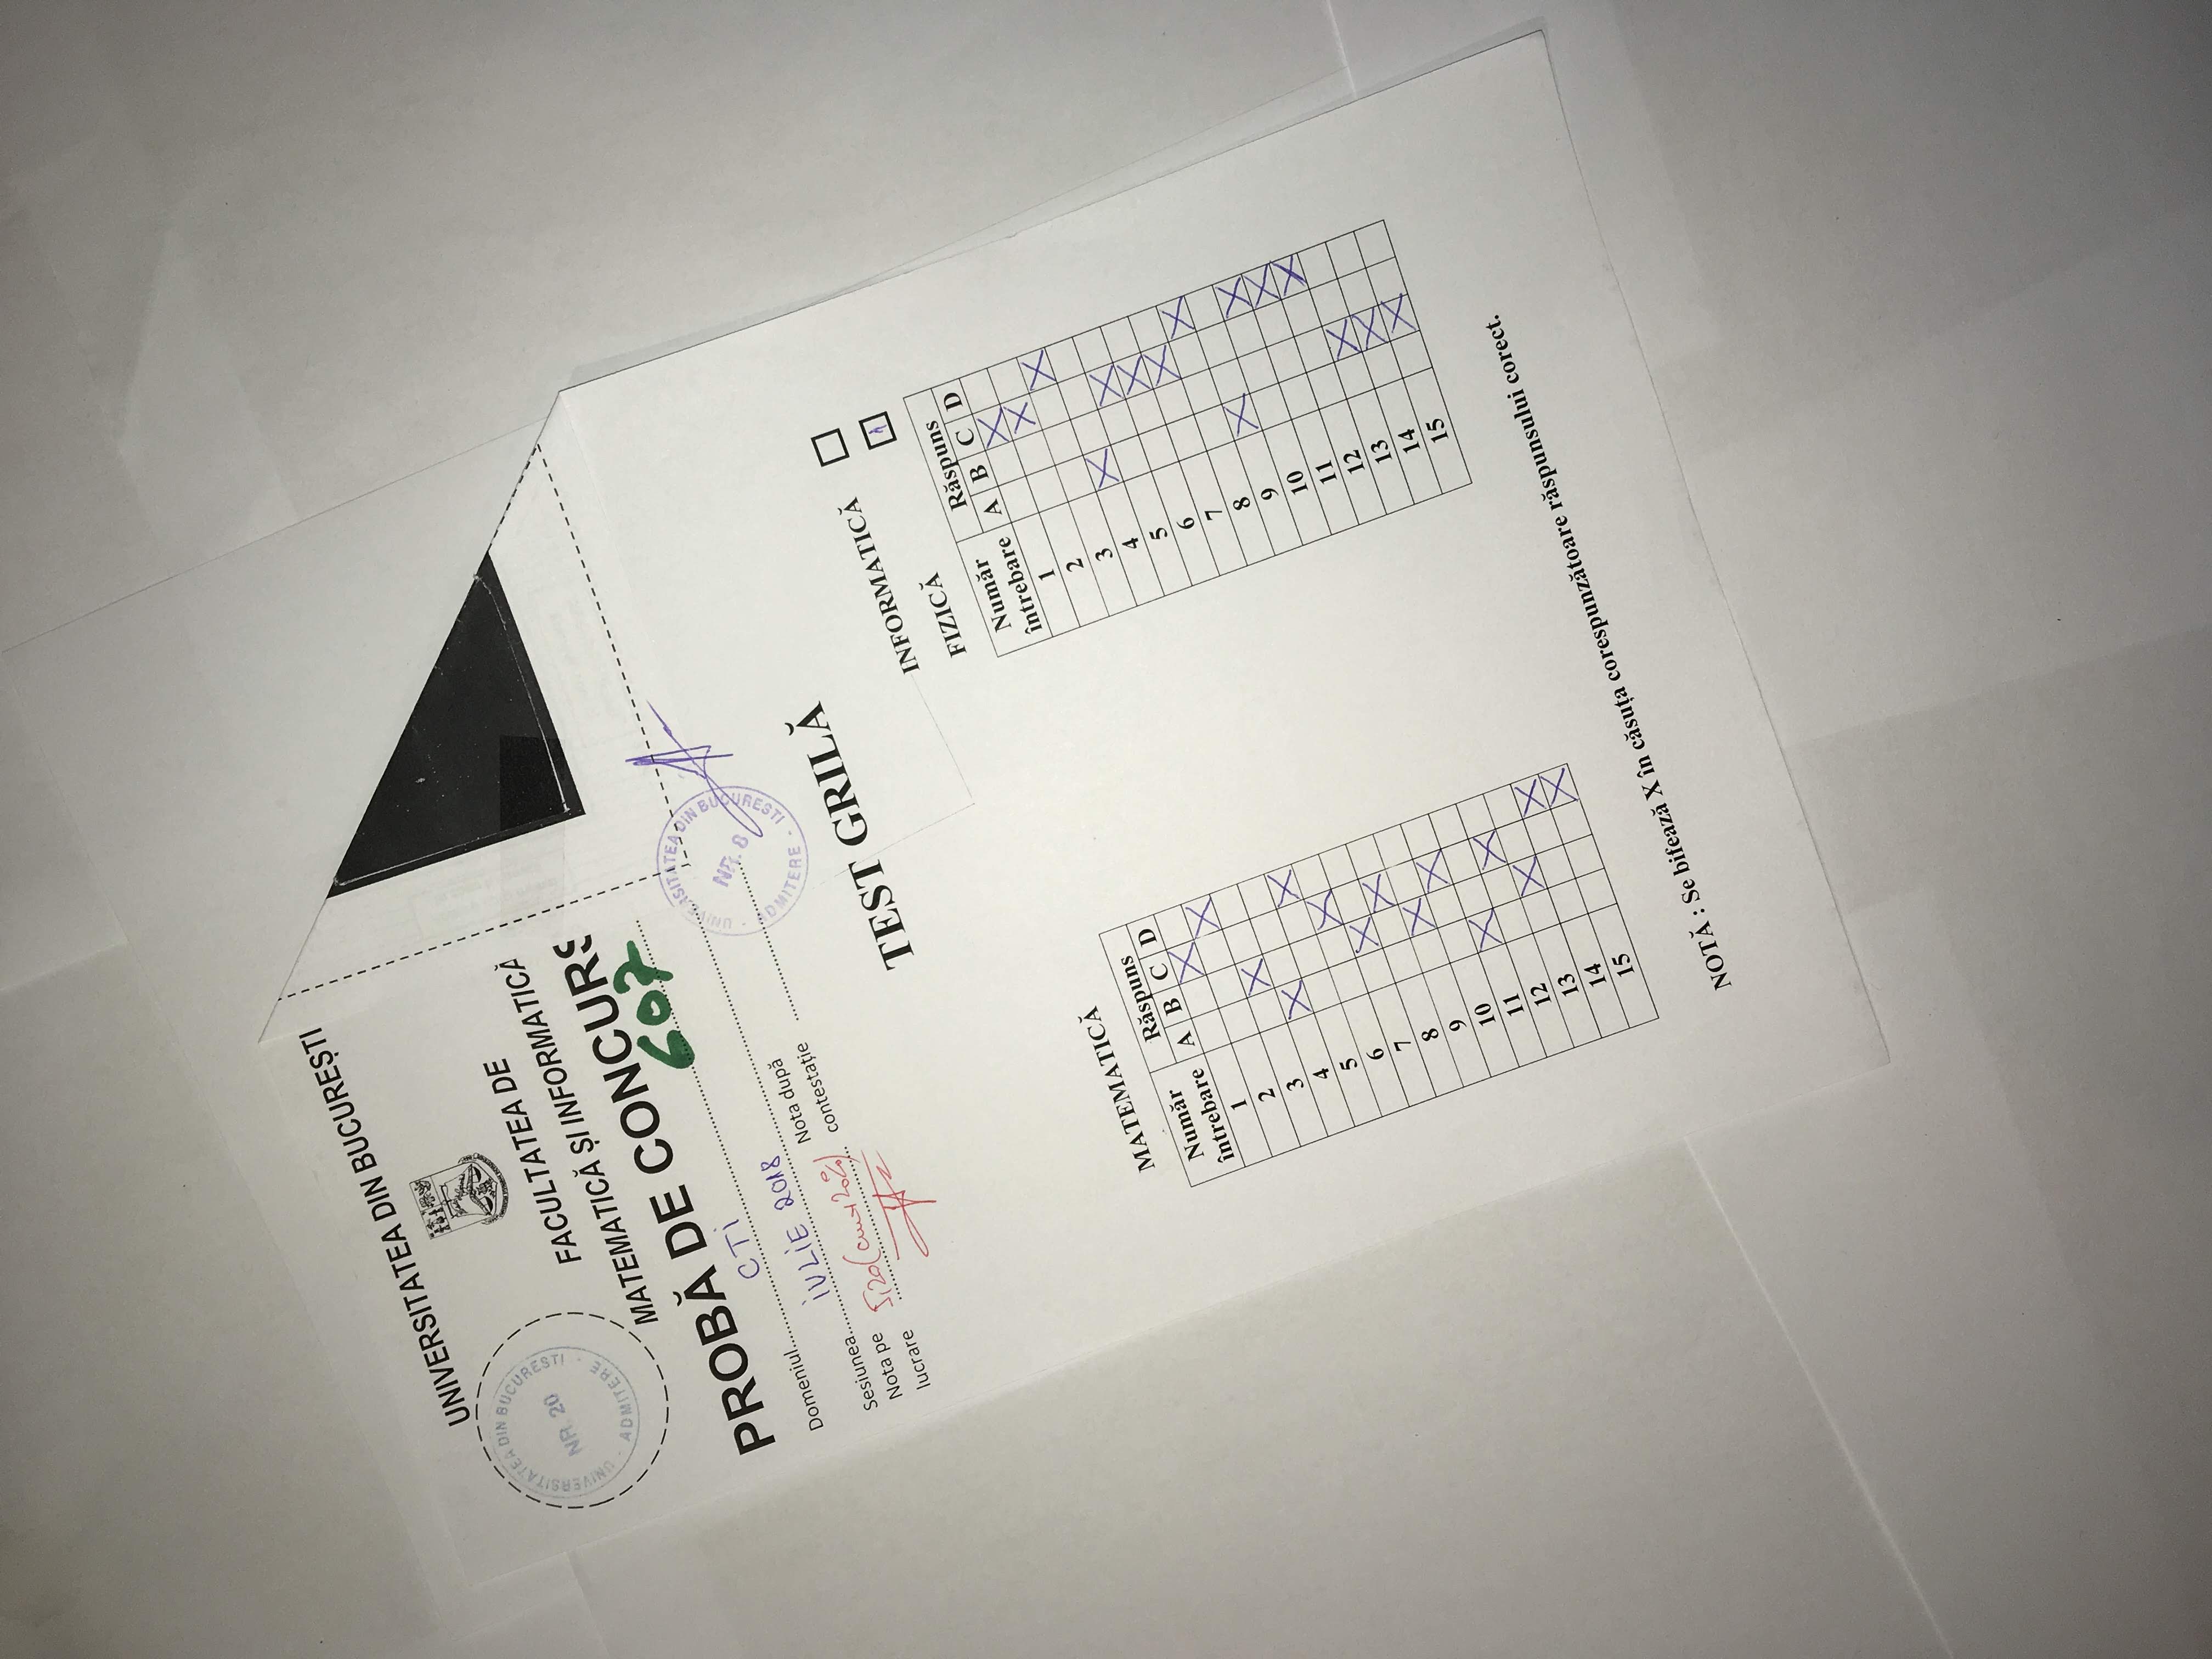 UNIVERSITATEA DIN BUCUREȘTI
FACULTATEA DE
MATEMATICĂ ȘI INFORMATICĂ
UNIVERSITATEA DIN BUCUREȘTI
NR. 20
- ADMITERE -
PROBĂ DE CONCURS
607
Domeniul CTI
Sesiunea IULIE 2018
Nota pe lucrare 5,20
Nota după contestație
UNIVERSITATEA DIN BUCUREȘTI
NR. 8
- ADMITERE -
TEST GRILĂ
INFORMATICĂ
FIZICĂ
MATEMATICĂ
Număr întrebare Răspuns
A B C D
1 X
2 X
3 X
4 X
5 X
6 X
7 X
8 X
9 X
10 X
11 X
12 X
13 X
14 X
15 X
Număr întrebare Răspuns
A B C D
1 X
2 X
3 X
4 X
5 X
6 X
7 X
8 X
9 X
10 X
11 X
12 X
13 X
14 X
15 X
NOTĂ : Se bifează X în căsuța corespunzătoare răspunsului corect.